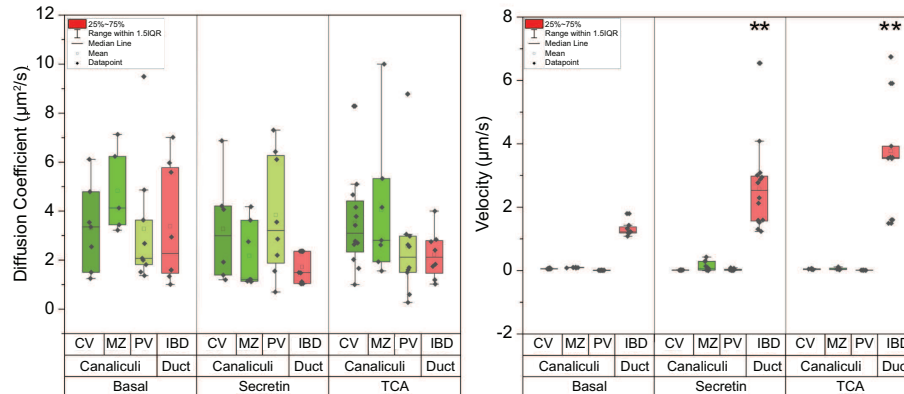 12
10
8
6
4
2
0
Diffusion Coefficient (µm²/s)
25%~75%
Range within 1.5IQR
Median Line
Mean
Datapoint
CV MZ PV IBD CV MZ PV IBD CV MZ PV IBD
Canaliculi Duct Canaliculi Duct Canaliculi Duct
Basal Secretin TCA
8
6
4
2
0
-2
Velocity (µm/s)
25%~75%
Range within 1.5IQR
Median Line
Mean
Datapoint
** **
CV MZ PV IBD CV MZ PV IBD CV MZ PV IBD
Canaliculi Duct Canaliculi Duct Canaliculi Duct
Basal Secretin TCA